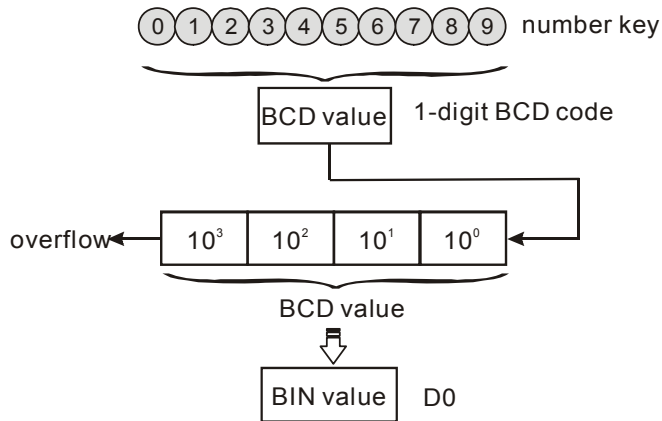 0 1 2 3 4 5 6 7 8 9 number key
BCD value 1-digit BCD code
overflow 10³ 10² 10¹ 10⁰
BCD value
BIN value D0